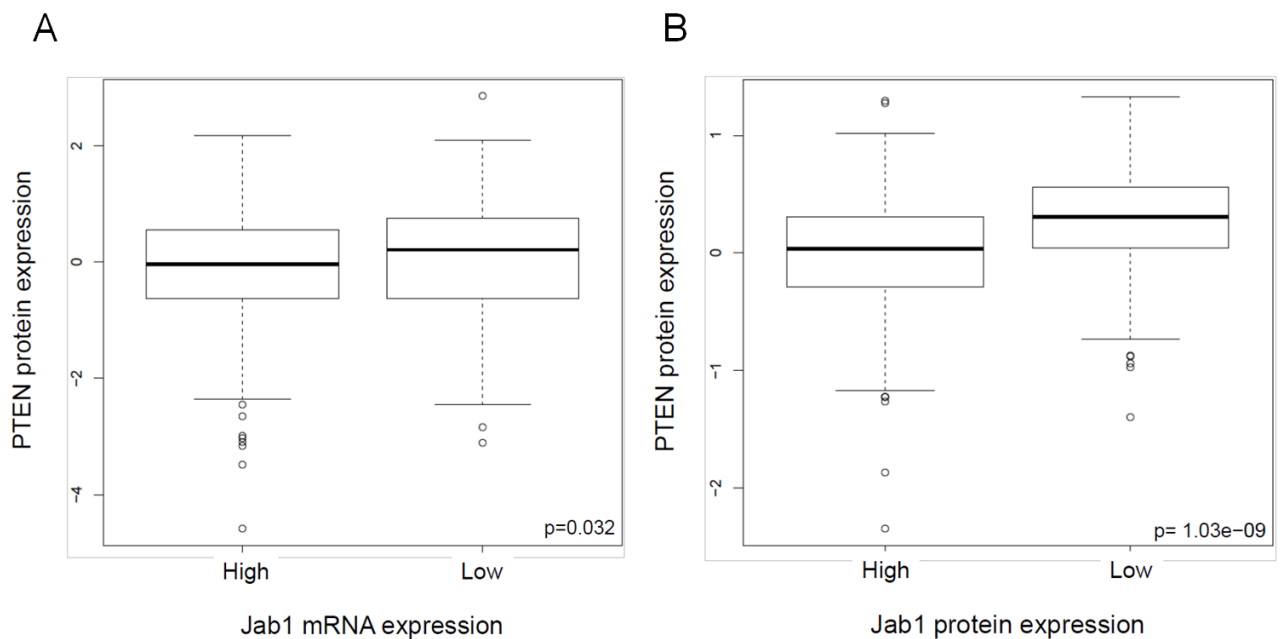 A
B
PTEN protein expression
2
0
−2
−4
p=0.032
High
Low
Jab1 mRNA expression
PTEN protein expression
1
0
−1
−2
p= 1.03e−09
High
Low
Jab1 protein expression